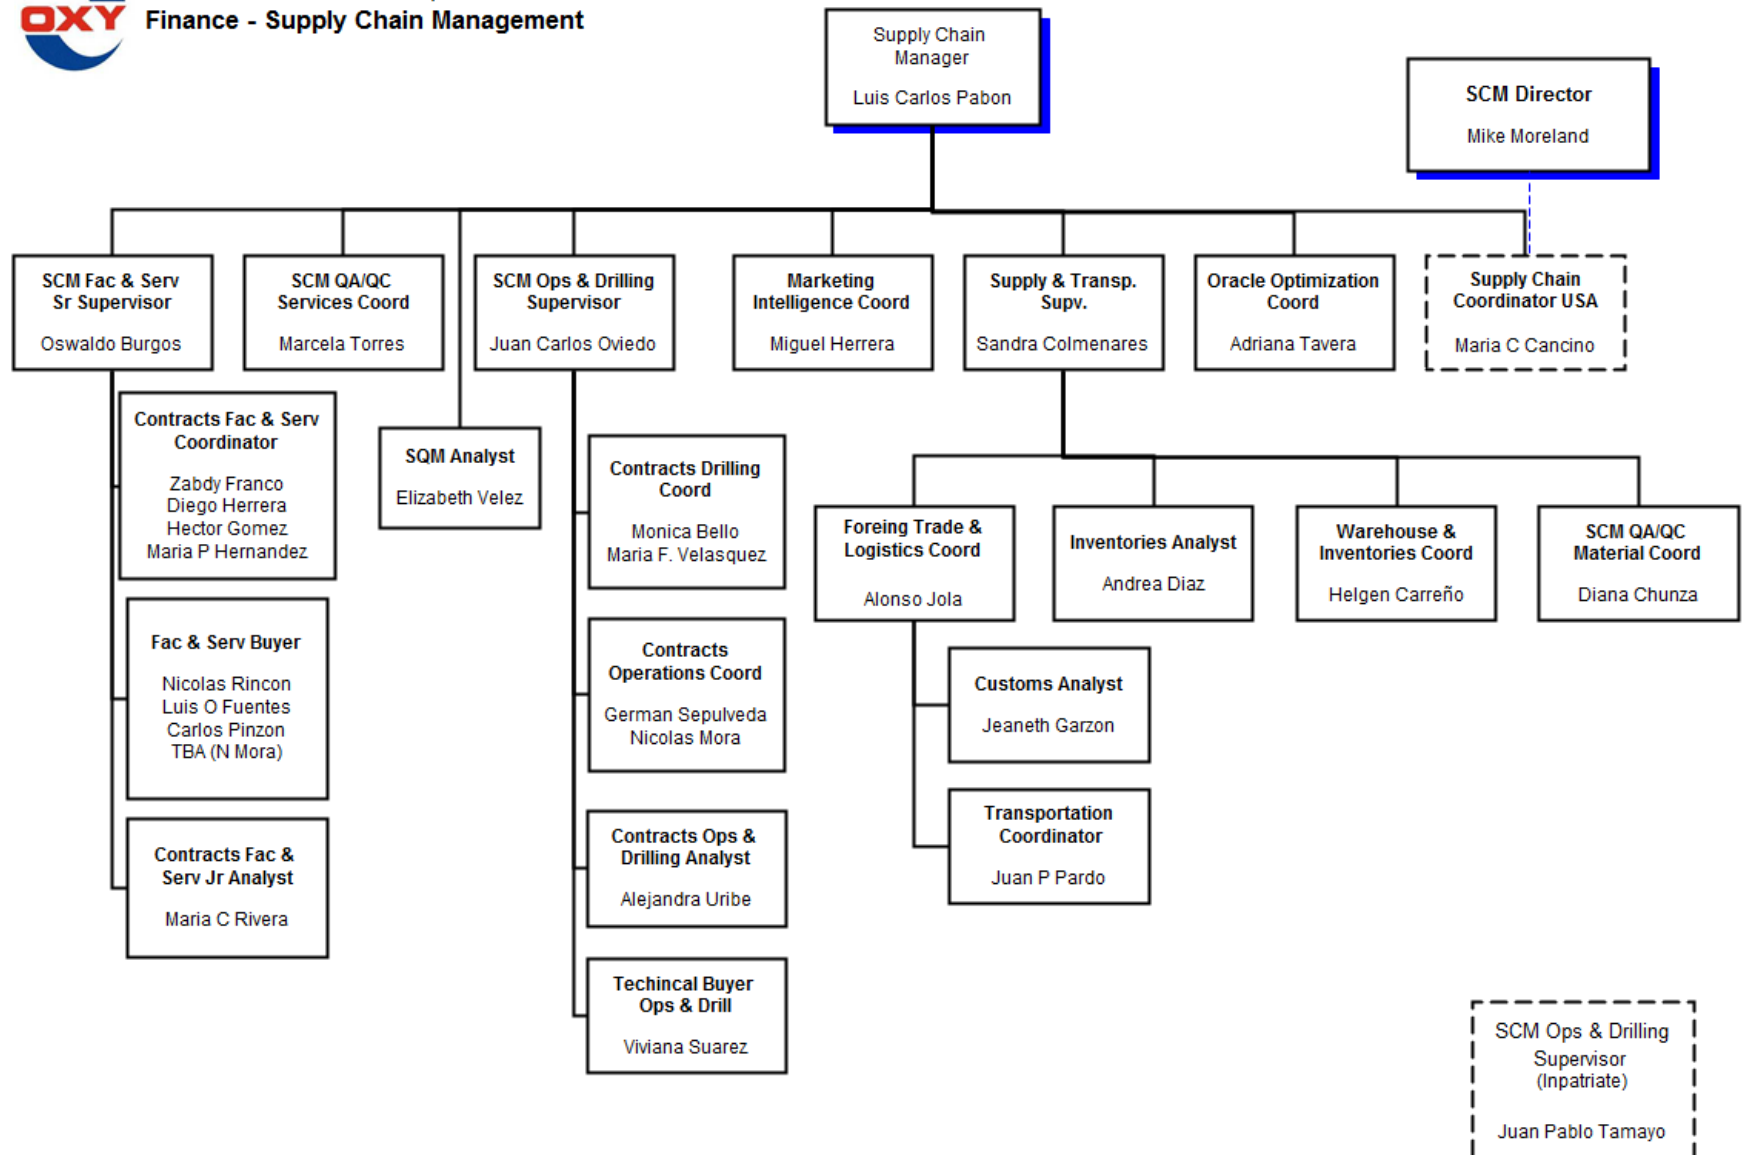 OXY
Finance - Supply Chain Management
Supply Chain
Manager
Luis Carlos Pabon
SCM Director
Mike Moreland
SCM Fac & Serv
Sr Supervisor
Oswaldo Burgos
SCM QA/QC
Services Coord
Marcela Torres
SCM Ops & Drilling
Supervisor
Juan Carlos Oviedo
Marketing
Intelligence Coord
Miguel Herrera
Supply & Transp.
Supv.
Sandra Colmenares
Oracle Optimization
Coord
Adriana Tavera
Supply Chain
Coordinator USA
Maria C Cancino
Contracts Fac & Serv
Coordinator
Zabdy Franco
Diego Herrera
Hector Gomez
Maria P Hernandez
SQM Analyst
Elizabeth Velez
Contracts Drilling
Coord
Monica Bello
Maria F. Velasquez
Foreing Trade &
Logistics Coord
Alonso Jola
Inventories Analyst
Andrea Diaz
Warehouse &
Inventories Coord
Helgen Carreño
SCM QA/QC
Material Coord
Diana Chunza
Fac & Serv Buyer
Nicolas Rincon
Luis O Fuentes
Carlos Pinzon
TBA (N Mora)
Contracts
Operations Coord
German Sepulveda
Nicolas Mora
Customs Analyst
Jeaneth Garzon
Contracts Fac &
Serv Jr Analyst
Maria C Rivera
Contracts Ops &
Drilling Analyst
Alejandra Uribe
Transportation
Coordinator
Juan P Pardo
Techincal Buyer
Ops & Drill
Viviana Suarez
SCM Ops & Drilling
Supervisor
(Inpatriate)
Juan Pablo Tamayo